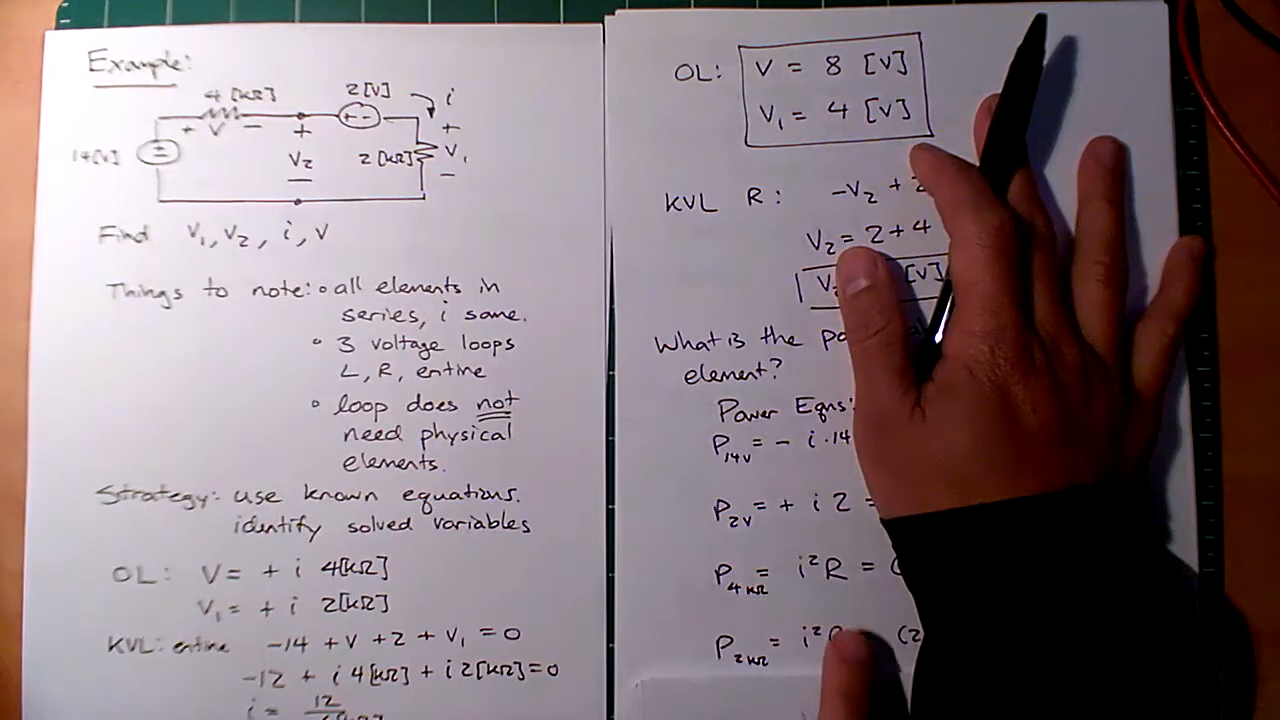 Example:
4 [kΩ]
2[V]
i
+ V -
+
+ -
+
14[V]
±
V₂
2[kΩ]
V₁
-
-
Find V₁, V₂, i, V
Things to note: ∘ all elements in
series, i same.
∘ 3 voltage loops
L, R, entire
∘ loop does not
need physical
elements.
Strategy: use known equations.
identify solved variables
OL: V = + i 4[kΩ]
V₁ = + i 2[kΩ]
KVL: entire -14 + V + 2 + V₁ = 0
-12 + i 4[kΩ] + i 2[kΩ] = 0
i = 12
OL: V = 8 [V]
V₁ = 4 [V]
KVL R: -V₂ +
V₂ = 2 + 4
[V]
What is the
element?
Power Eqns:
P₁₄ᵥ = - i · 14
P₂ᵥ = + i 2 =
P₄kΩ = i²R = (
P₂kΩ = i² (2